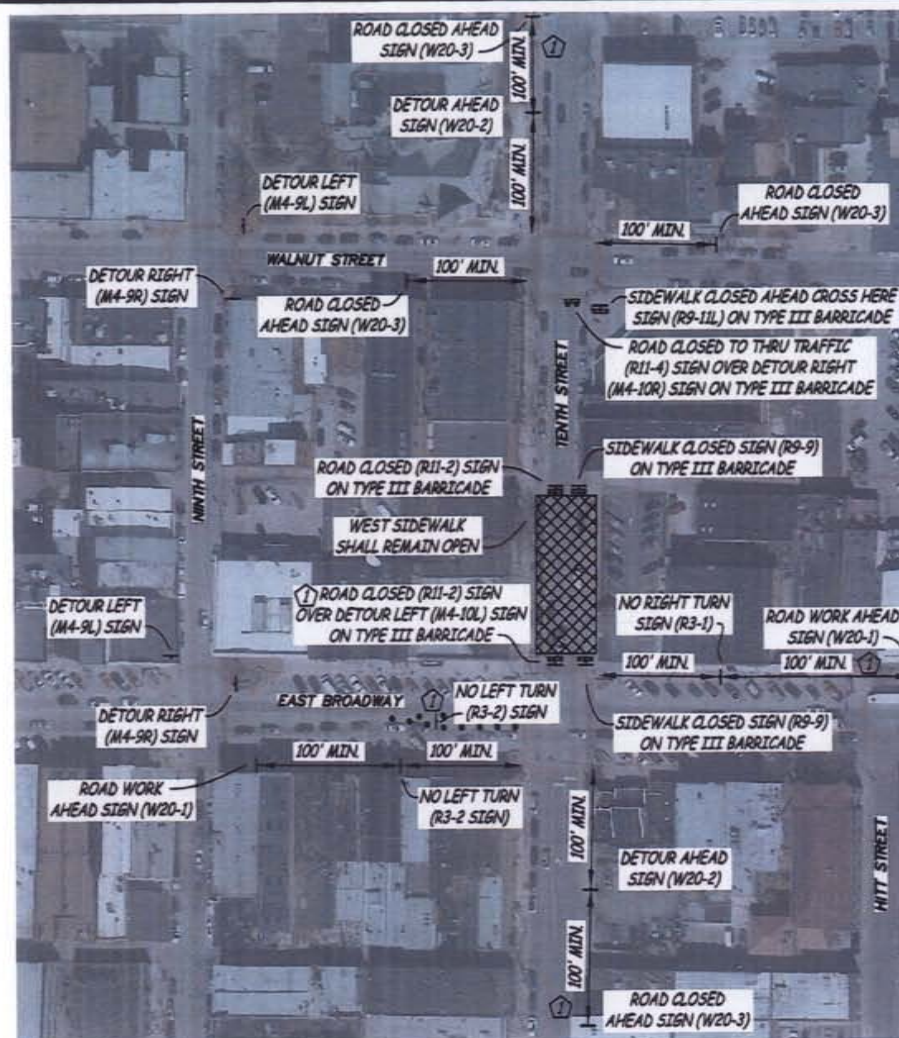 ROAD CLOSED AHEAD
SIGN (W20-3)
100' MIN.
1
DETOUR AHEAD
SIGN (W20-2)
100' MIN.
DETOUR LEFT
(M4-9L) SIGN
ROAD CLOSED
AHEAD SIGN (W20-3)
100' MIN.
WALNUT STREET
100' MIN.
DETOUR RIGHT
(M4-9R) SIGN
ROAD CLOSED
AHEAD SIGN (W20-3)
SIDEWALK CLOSED AHEAD CROSS HERE
SIGN (R9-11L) ON TYPE III BARRICADE
ROAD CLOSED TO THRU TRAFFIC
(R11-4) SIGN OVER DETOUR RIGHT
(M4-10R) SIGN ON TYPE III BARRICADE
TENTH STREET
NINTH STREET
ROAD CLOSED (R11-2) SIGN
ON TYPE III BARRICADE
SIDEWALK CLOSED SIGN (R9-9)
ON TYPE III BARRICADE
WEST SIDEWALK
SHALL REMAIN OPEN
1 ROAD CLOSED (R11-2) SIGN
OVER DETOUR LEFT (M4-10L) SIGN
ON TYPE III BARRICADE
DETOUR LEFT
(M4-9L) SIGN
NO RIGHT TURN
SIGN (R3-1)
ROAD WORK AHEAD
SIGN (W20-1)
100' MIN.
100' MIN.
1
EAST BROADWAY
1
NO LEFT TURN
(R3-2) SIGN
DETOUR RIGHT
(M4-9R) SIGN
SIDEWALK CLOSED SIGN (R9-9)
ON TYPE III BARRICADE
100' MIN.
100' MIN.
ROAD WORK
AHEAD SIGN (W20-1)
NO LEFT TURN
(R3-2 SIGN)
100' MIN.
DETOUR AHEAD
SIGN (W20-2)
HITT STREET
100' MIN.
1
ROAD CLOSED
AHEAD SIGN (W20-3)